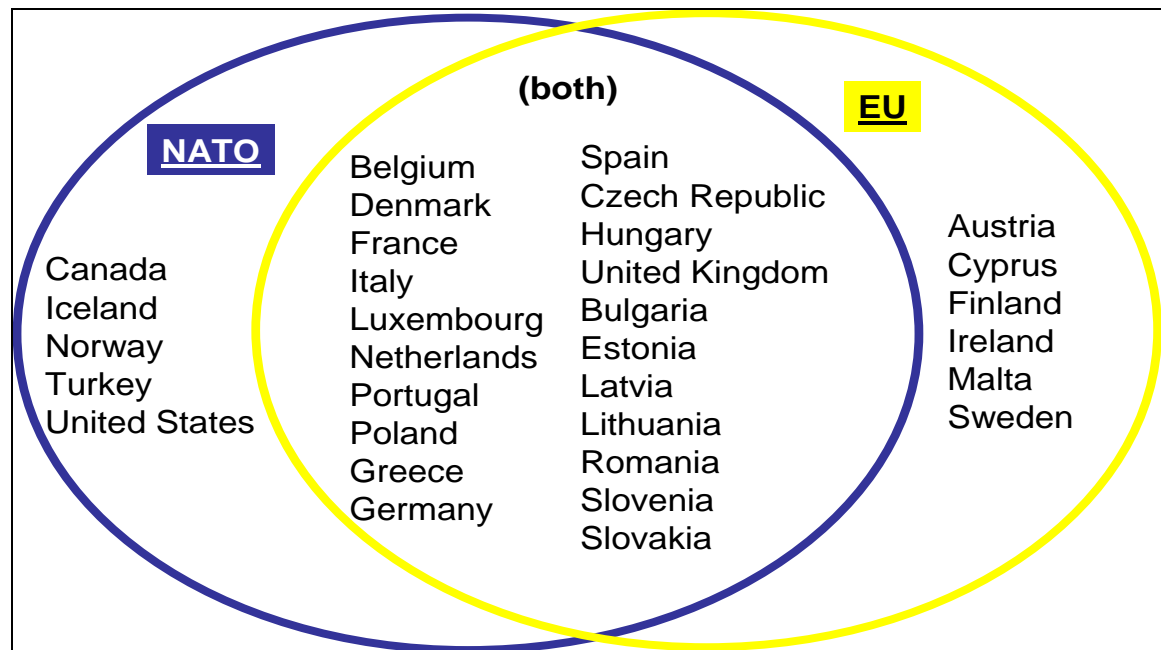 (both)
NATO
EU
Canada
Iceland
Norway
Turkey
United States
Belgium
Denmark
France
Italy
Luxembourg
Netherlands
Portugal
Poland
Greece
Germany
Spain
Czech Republic
Hungary
United Kingdom
Bulgaria
Estonia
Latvia
Lithuania
Romania
Slovenia
Slovakia
Austria
Cyprus
Finland
Ireland
Malta
Sweden